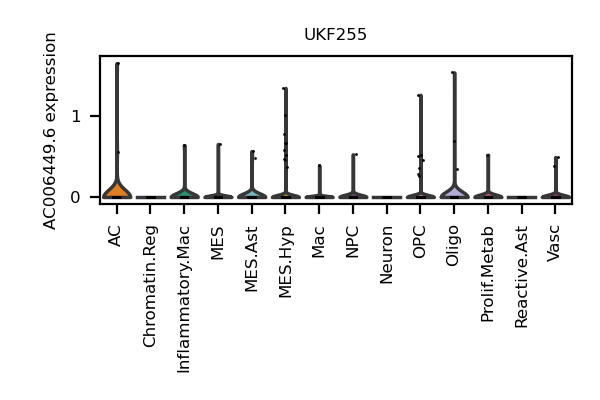 UKF255
AC006449.6 expression
1
0
AC
Chromatin.Reg
Inflammatory.Mac
MES
MES.Ast
MES.Hyp
Mac
NPC
Neuron
OPC
Oligo
Prolif.Metab
Reactive.Ast
Vasc